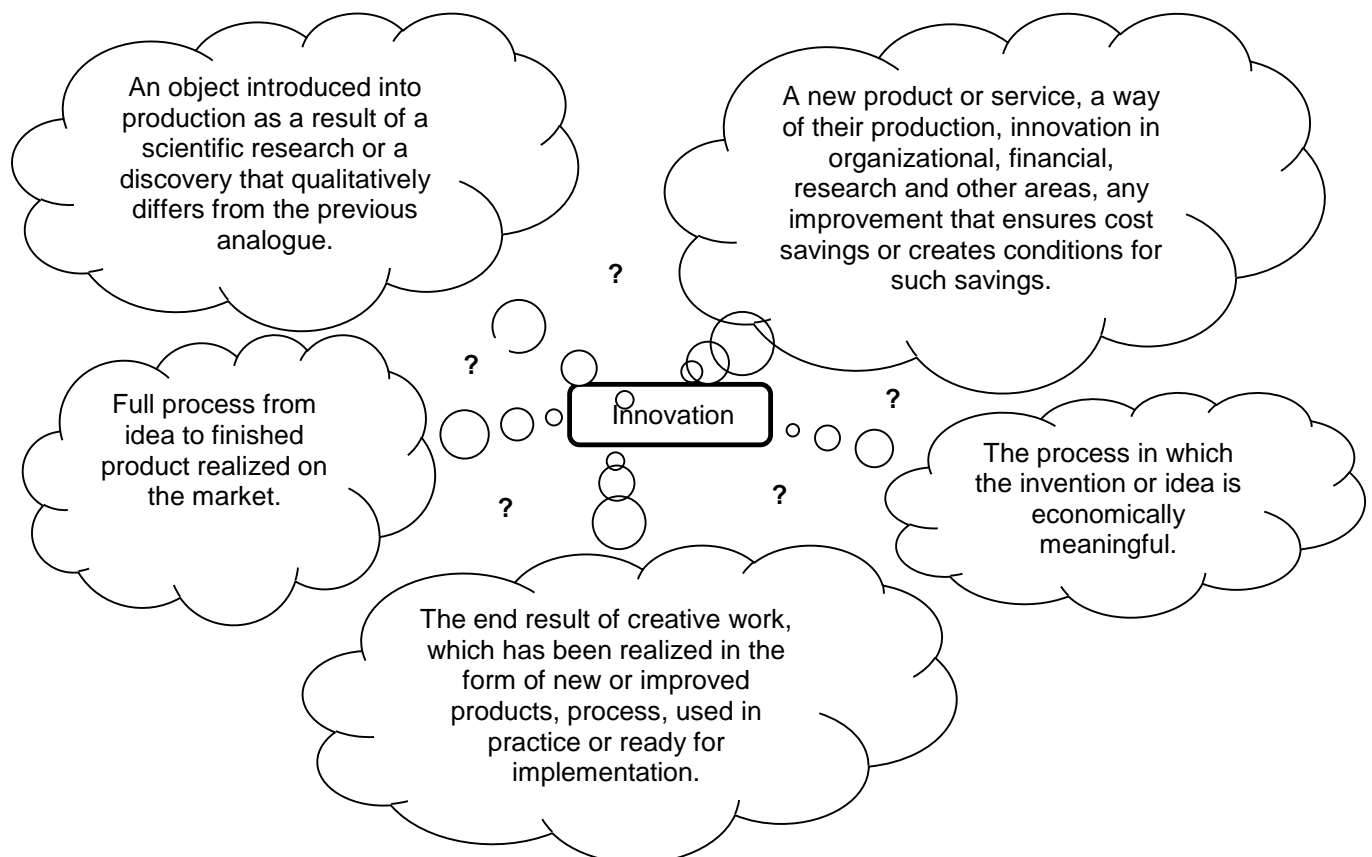 An object introduced into
production as a result of a
scientific research or a
discovery that qualitatively
differs from the previous
analogue.
A new product or service, a way
of their production, innovation in
organizational, financial,
research and other areas, any
improvement that ensures cost
savings or creates conditions for
such savings.
?
?
Full process from
idea to finished
product realized on
the market.
Innovation
?
The process in which
the invention or idea is
economically
meaningful.
?
?
The end result of creative work,
which has been realized in the
form of new or improved
products, process, used in
practice or ready for
implementation.